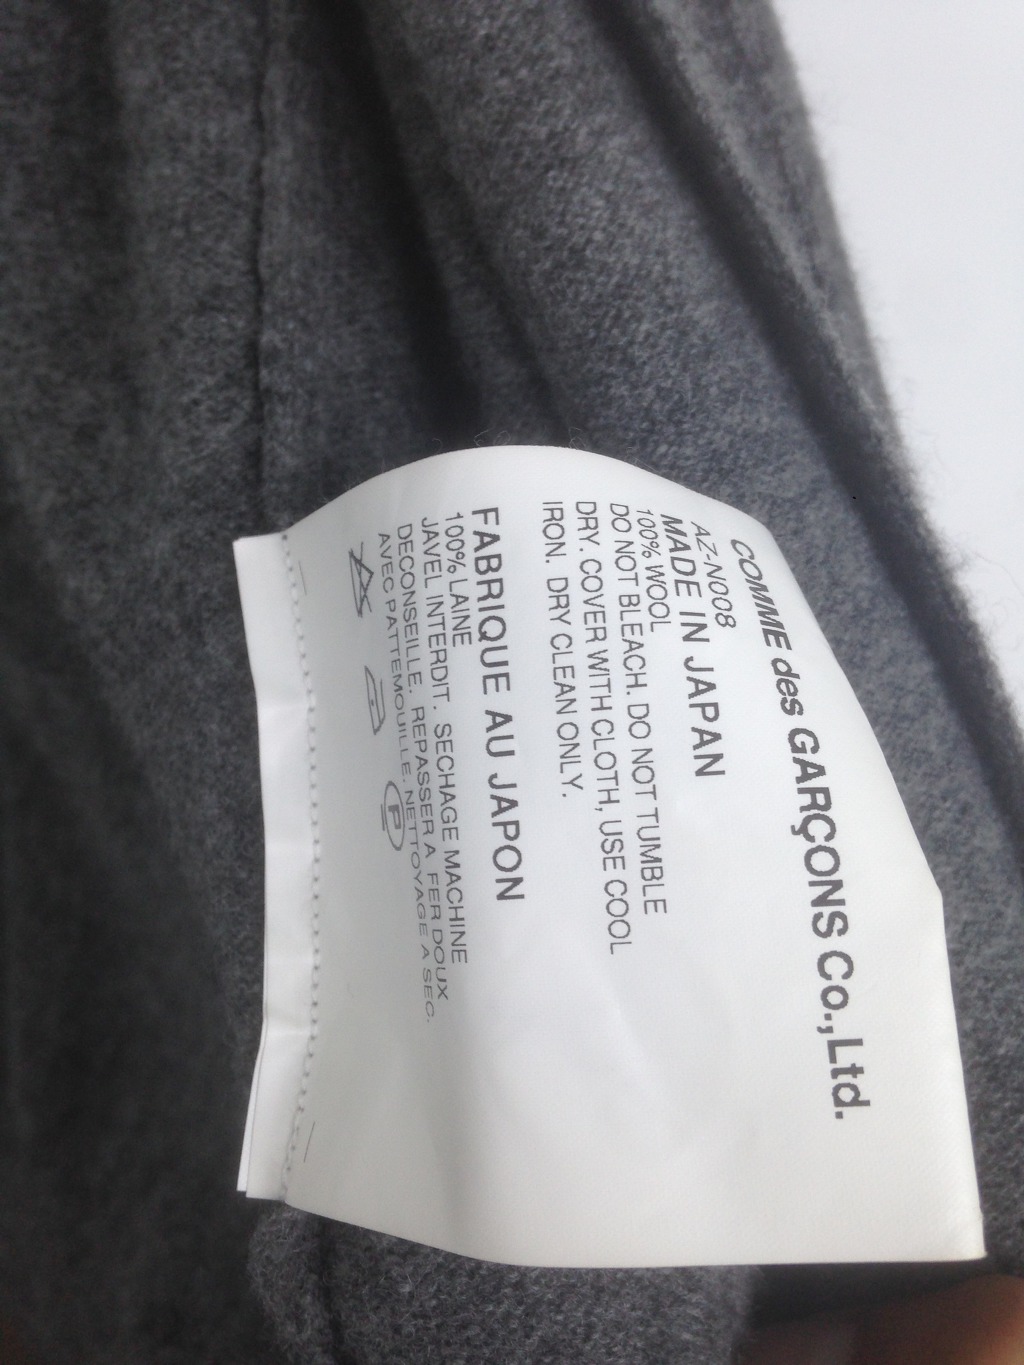 COMME des GARÇONS Co.,Ltd.
AZ-N008
MADE IN JAPAN
100% WOOL
DO NOT BLEACH. DO NOT TUMBLE
DRY. COVER WITH CLOTH, USE COOL
IRON. DRY CLEAN ONLY.
FABRIQUE AU JAPON
100% LAINE
JAVEL INTERDIT. SECHAGE MACHINE
DECONSEILLE. REPASSER A FER DOUX
AVEC PATTEMOUILLE. NETTOYAGE A SEC.
P